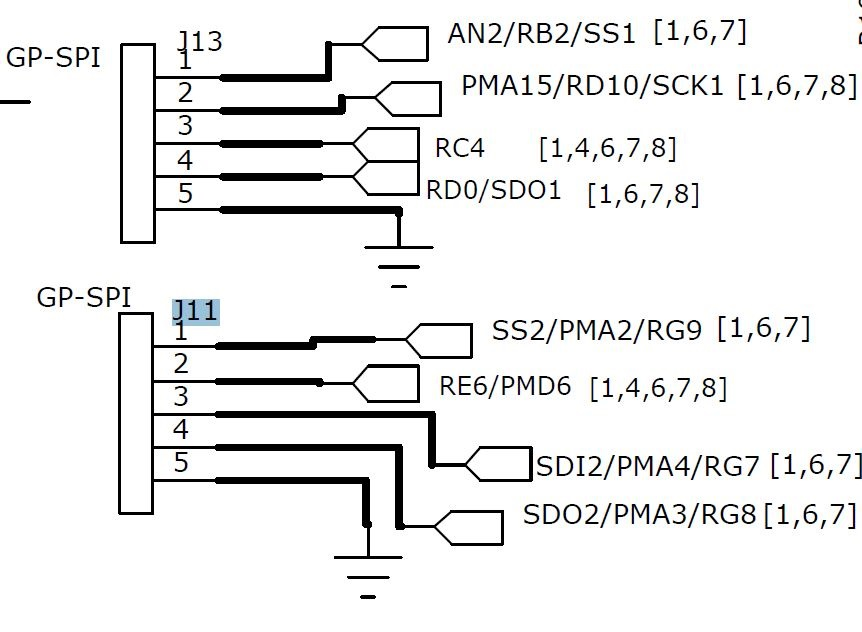 J13
GP-SPI
1
AN2/RB2/SS1 [1,6,7]
2
PMA15/RD10/SCK1 [1,6,7,8]
3
RC4 [1,4,6,7,8]
4
RD0/SDO1 [1,6,7,8]
5
GP-SPI
J11
1
SS2/PMA2/RG9 [1,6,7]
2
RE6/PMD6 [1,4,6,7,8]
3
SDI2/PMA4/RG7 [1,6,7]
4
SDO2/PMA3/RG8 [1,6,7]
5